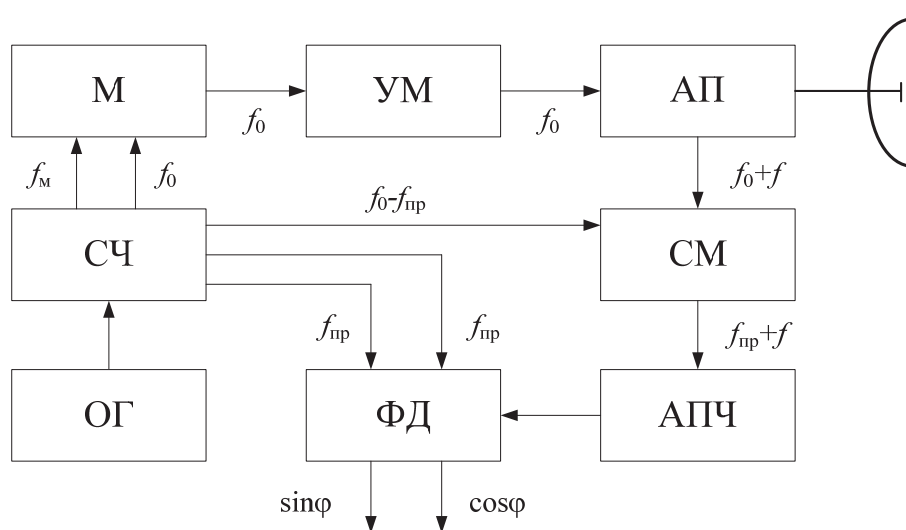 М УМ АП
f₀ f₀
fм f₀ f₀+f
f₀-fпр
СЧ СМ
fпр fпр fпр+f
ОГ ФД АПЧ
sinφ cosφ